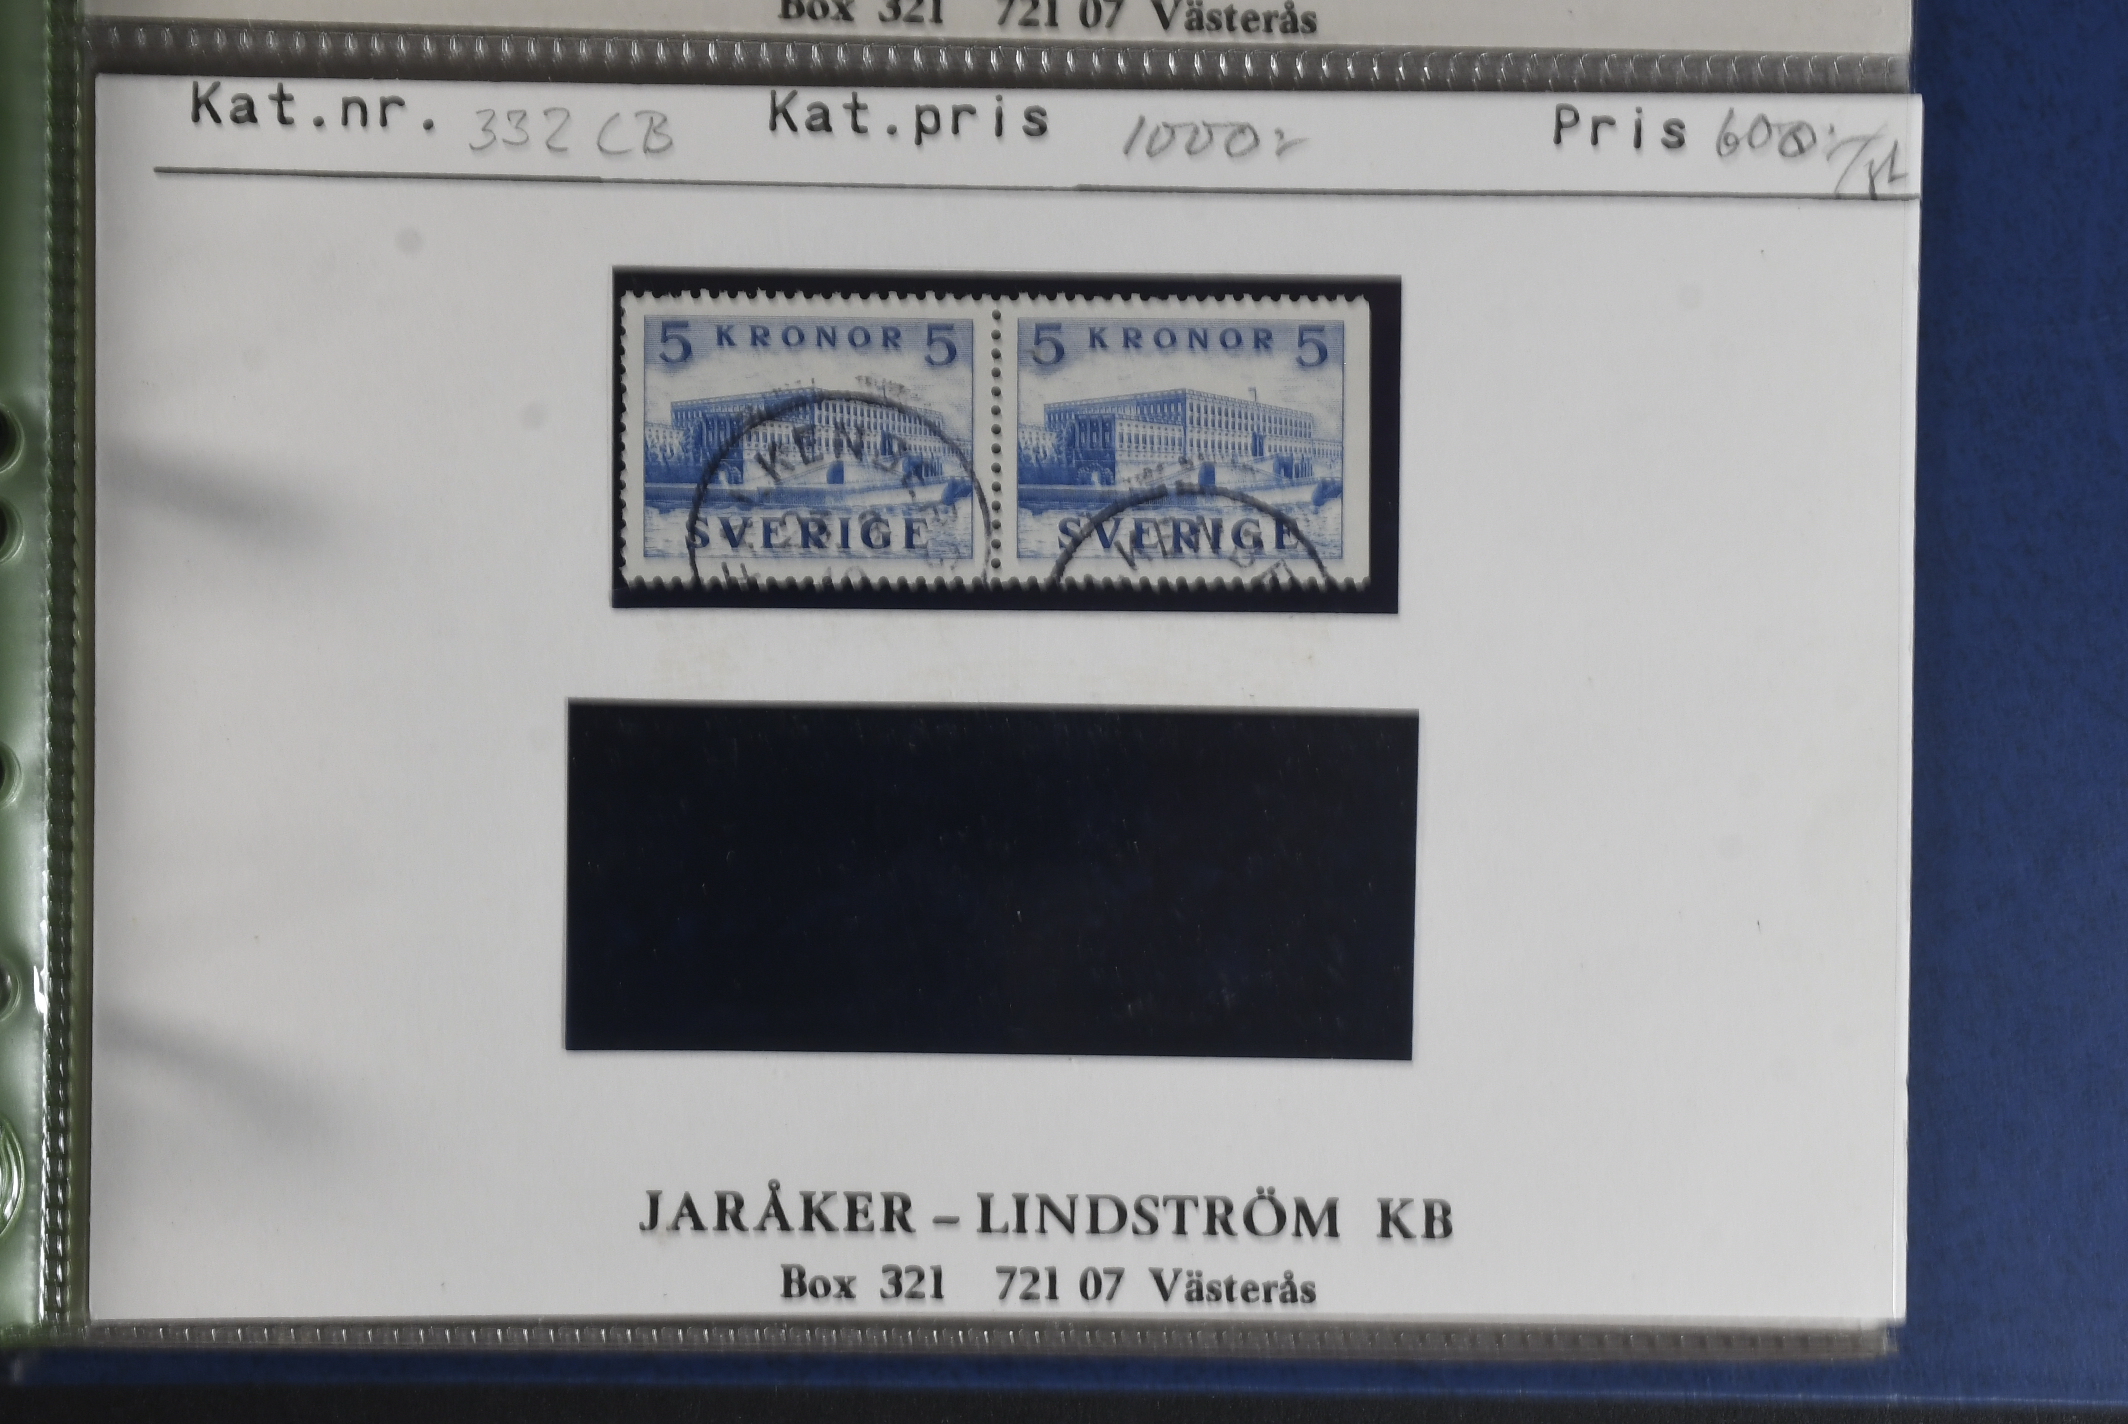 Box 321 721 07 Västerås
Kat.nr. 332 CB Kat.pris 1000:- Pris 600:-
5 KRONOR 5 5 KRONOR 5
SVERIGE SVERIGE
JARÅKER – LINDSTRÖM KB
Box 321 721 07 Västerås